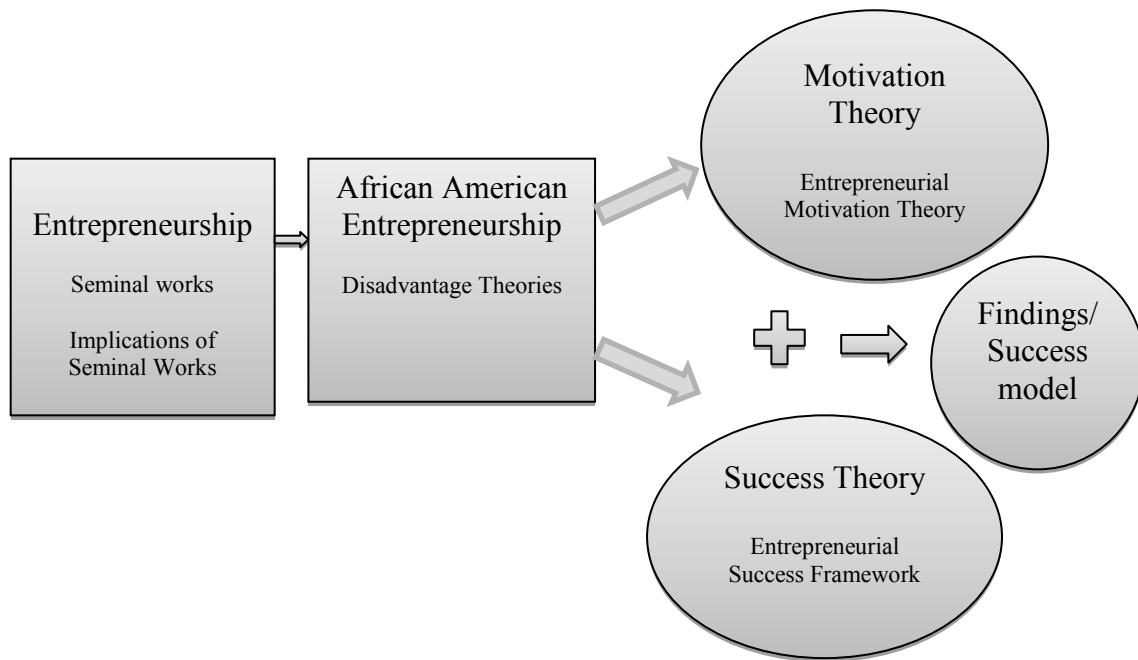 Entrepreneurship
Seminal works
Implications of
Seminal Works
African American
Entrepreneurship
Disadvantage Theories
Motivation
Theory
Entrepreneurial
Motivation Theory
Success Theory
Entrepreneurial
Success Framework
Findings/
Success
model